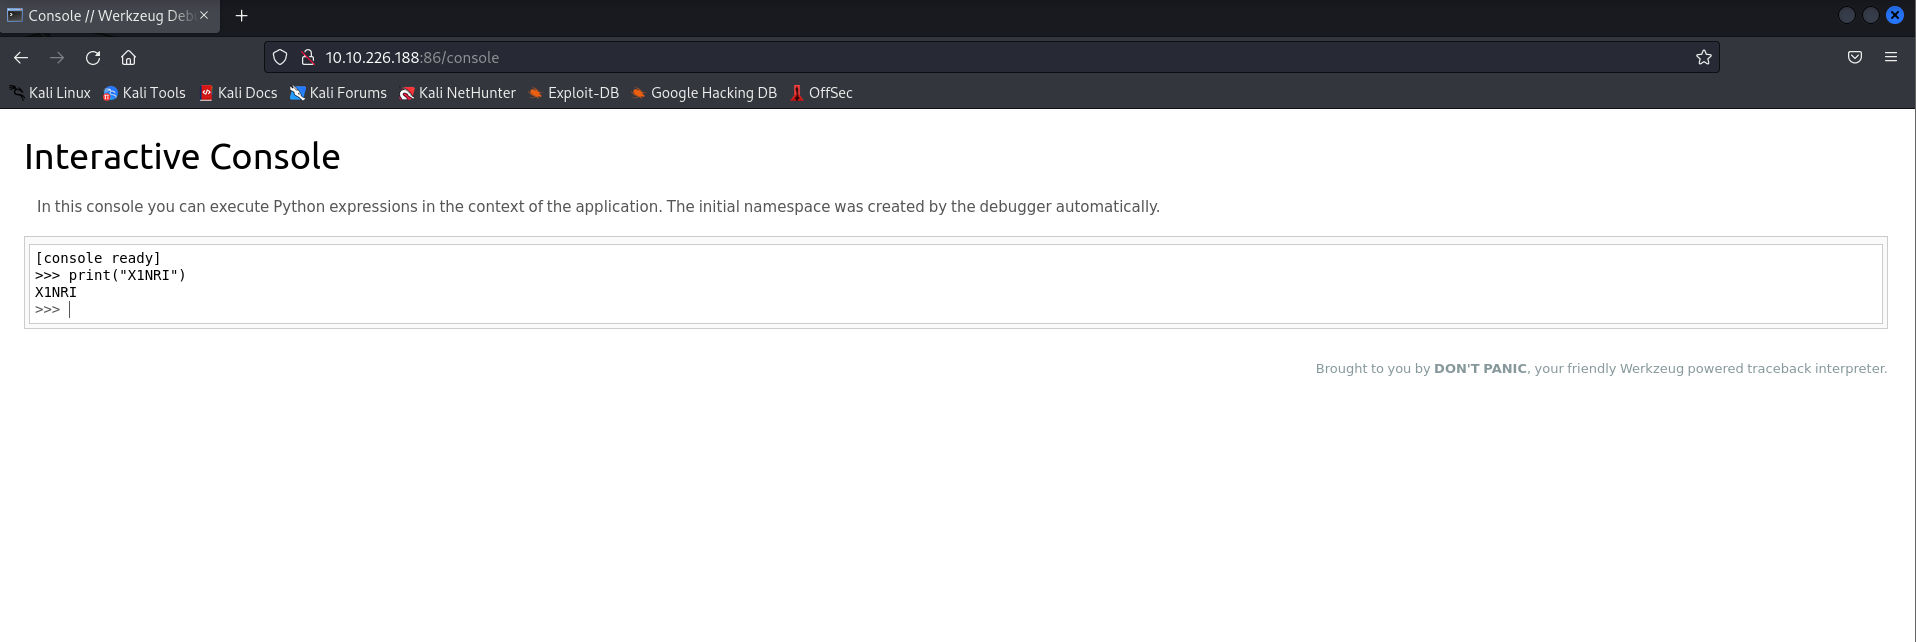 Console // Werkzeug Deb
10.10.226.188:86/console
Kali Linux Kali Tools Kali Docs Kali Forums Kali NetHunter Exploit-DB Google Hacking DB OffSec
Interactive Console
In this console you can execute Python expressions in the context of the application. The initial namespace was created by the debugger automatically.
[console ready]
>>> print("X1NRI")
X1NRI
>>>
Brought to you by DON'T PANIC, your friendly Werkzeug powered traceback interpreter.